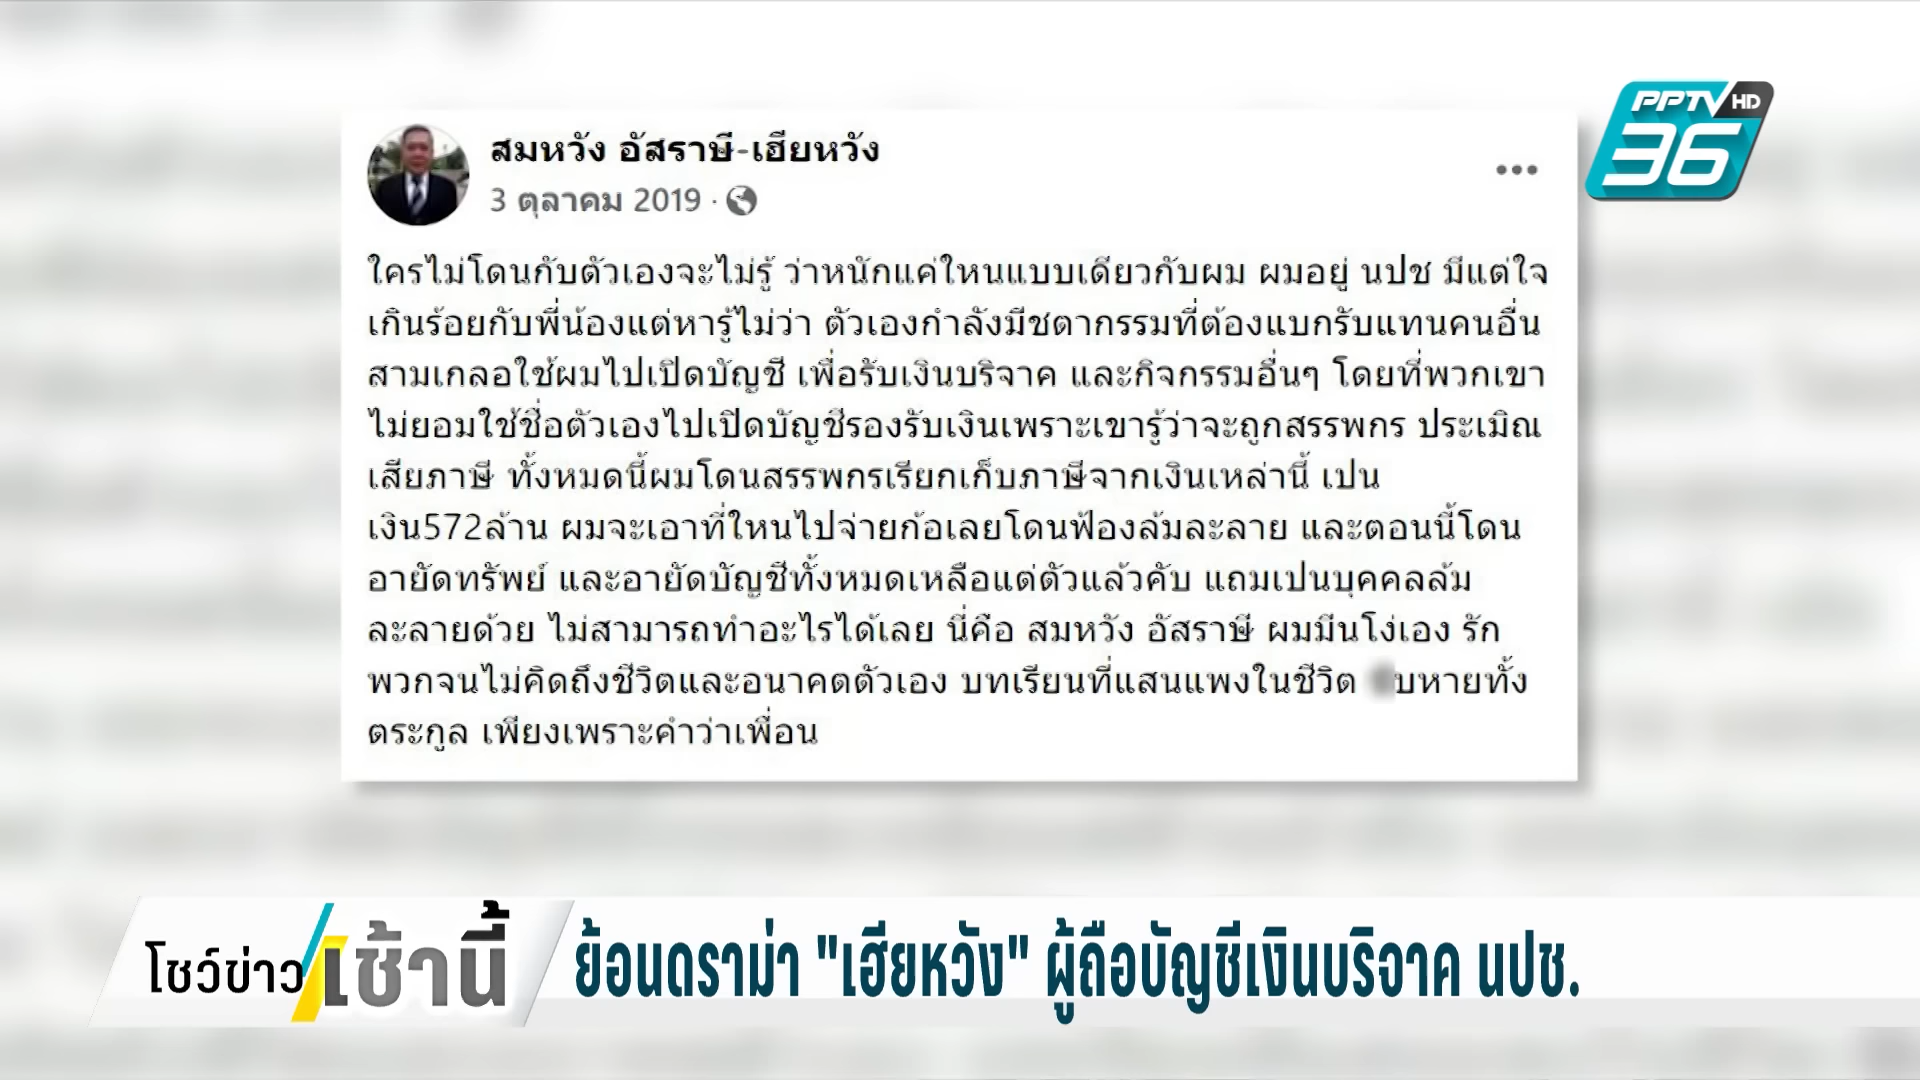 PPTV HD
36
สมหวัง อัสราษี-เฮียหวัง
3 ตุลาคม 2019 ·
ใครไม่โดนกับตัวเองจะไม่รู้ ว่าหนักแค่ใหนแบบเดียวกับผม ผมอยู่ นปช มีแต่ใจ
เกินร้อยกับพี่น้องแต่หารู้ไม่ว่า ตัวเองกำลังมีชตากรรมที่ต้องแบกรับแทนคนอื่น
สามเกลอใช้ผมไปเปิดบัญชี เพื่อรับเงินบริจาค และกิจกรรมอื่นๆ โดยที่พวกเขา
ไม่ยอมใช้ชื่อตัวเองไปเปิดบัญชีรองรับเงินเพราะเขารู้ว่าจะถูกสรรพกร ประเมิณ
เสียภาษี ทั้งหมดนี้ผมโดนสรรพกรเรียกเก็บภาษีจากเงินเหล่านี้ เปน
เงิน572ล้าน ผมจะเอาที่ใหนไปจ่ายก้อเลยโดนฟ้องล้มละลาย และตอนนี้โดน
อายัดทรัพย์ และอายัดบัญชีทั้งหมดเหลือแต่ตัวแล้วคับ แถมเปนบุคคลล้ม
ละลายด้วย ไม่สามารถทำอะไรได้เลย นี่คือ สมหวัง อัสราษี ผมมีนโง่เอง รัก
พวกจนไม่คิดถึงชีวิตและอนาคตตัวเอง บทเรียนที่แสนแพงในชีวิต บหายทั้ง
ตระกูล เพียงเพราะคำว่าเพื่อน
โชว์ข่าวเช้านี้
ย้อนดราม่า "เฮียหวัง" ผู้ถือบัญชีเงินบริจาค นปช.